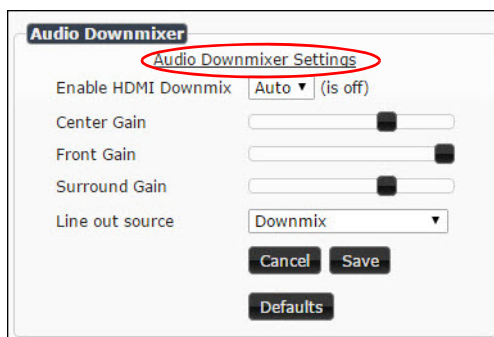 Audio Downmixer
Audio Downmixer Settings
Enable HDMI Downmix Auto (is off)
Center Gain
Front Gain
Surround Gain
Line out source Downmix
Cancel Save
Defaults